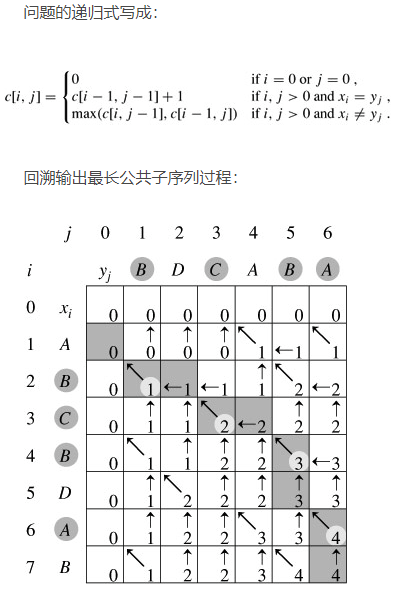 问题的递归式写成：
0 if i = 0 or j = 0 ,
c[i, j] = c[i − 1, j − 1] + 1 if i, j > 0 and xᵢ = yⱼ ,
max(c[i, j − 1], c[i − 1, j]) if i, j > 0 and xᵢ ≠ yⱼ .
回溯输出最长公共子序列过程：
j 0 1 2 3 4 5 6
i yⱼ B D C A B A
0 xᵢ 0 0 0 0 0 0 0
1 A 0 ↑0 ↑0 ↑0 ↖1 ←1 ↖1
2 B 0 ↖1 ←1 ←1 ↑1 ↖2 ←2
3 C 0 ↑1 ↑1 ↖2 ←2 ↑2 ↑2
4 B 0 ↖1 ↑1 ↑2 ↑2 ↖3 ←3
5 D 0 ↑1 ↖2 ↑2 ↑2 ↑3 ↑3
6 A 0 ↑1 ↑2 ↑2 ↖3 ↑3 ↖4
7 B 0 ↖1 ↑2 ↑2 ↑3 ↖4 ↑4